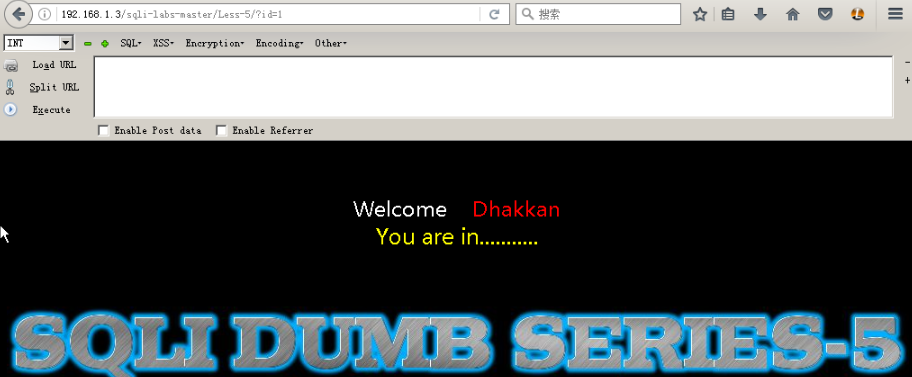 192.168.1.3/sqli-labs-master/Less-5/?id=1
搜索
INT SQL XSS Encryption Encoding Other
Load URL
Split URL
Execute
Enable Post data Enable Referrer
Welcome Dhakkan
You are in...........
SQLI DUMB SERIES-5